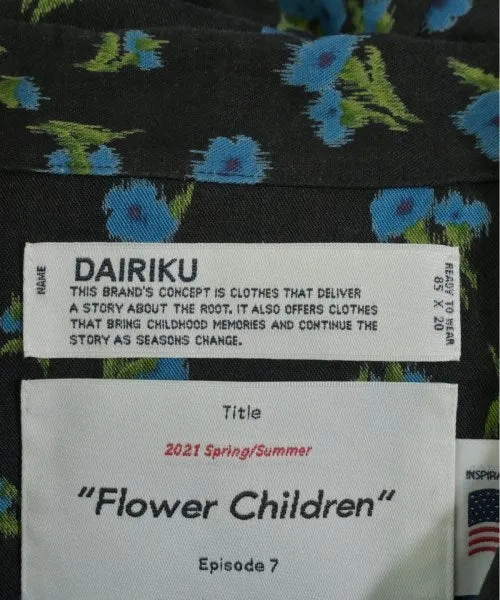 NAME
DAIRIKU
THIS BRAND'S CONCEPT IS CLOTHES THAT DELIVER
A STORY ABOUT THE ROOT. IT ALSO OFFERS CLOTHES
THAT BRING CHILDHOOD MEMORIES AND CONTINUE THE
STORY AS SEASONS CHANGE.
READY TO WEAR
85 X 20
Title
2021 Spring/Summer
"Flower Children"
Episode 7